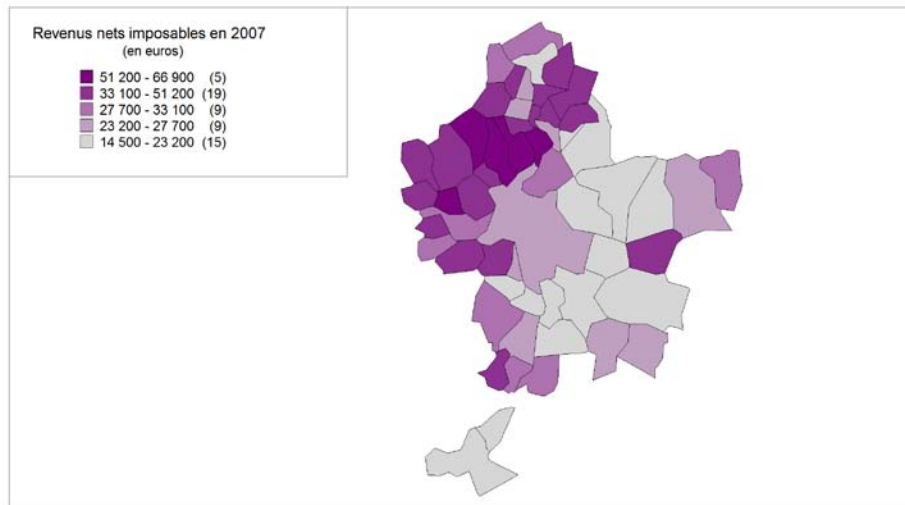 Revenus nets imposables en 2007
(en euros)
51 200 - 66 900 (5)
33 100 - 51 200 (19)
27 700 - 33 100 (9)
23 200 - 27 700 (9)
14 500 - 23 200 (15)